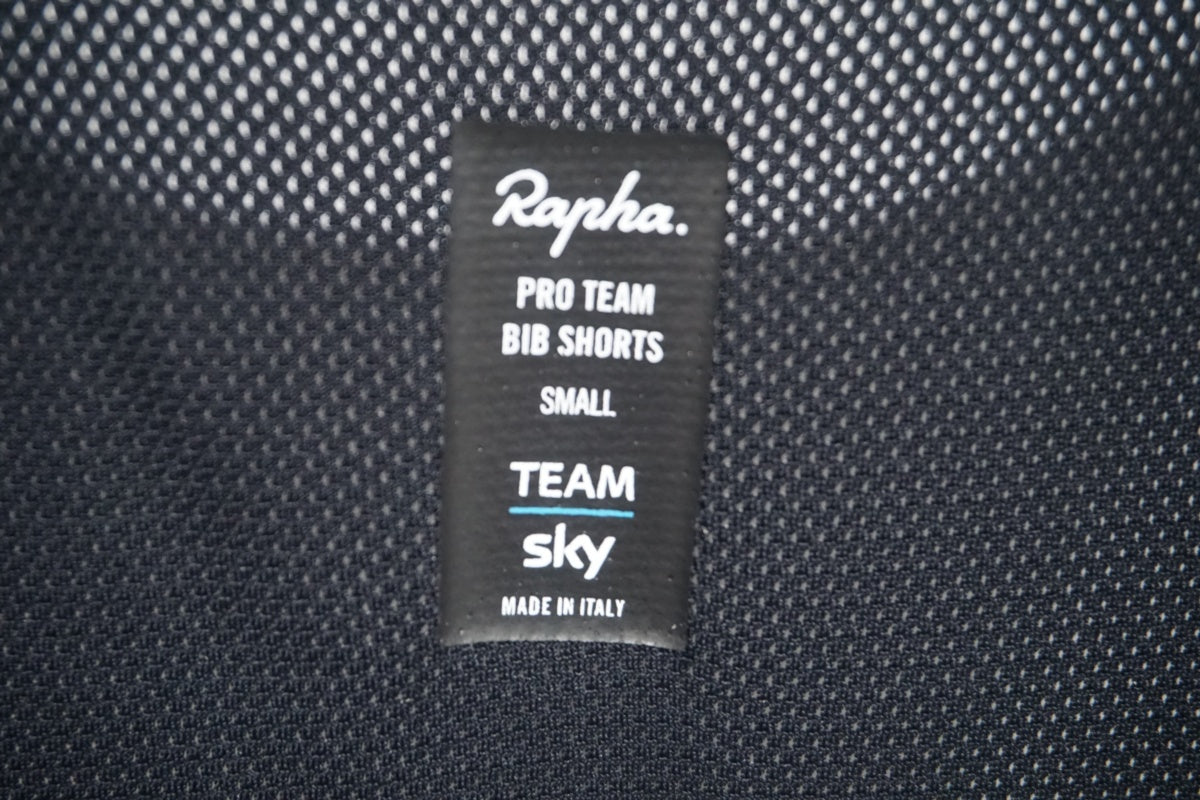 Rapha.
PRO TEAM
BIB SHORTS
SMALL
TEAM
sky
MADE IN ITALY